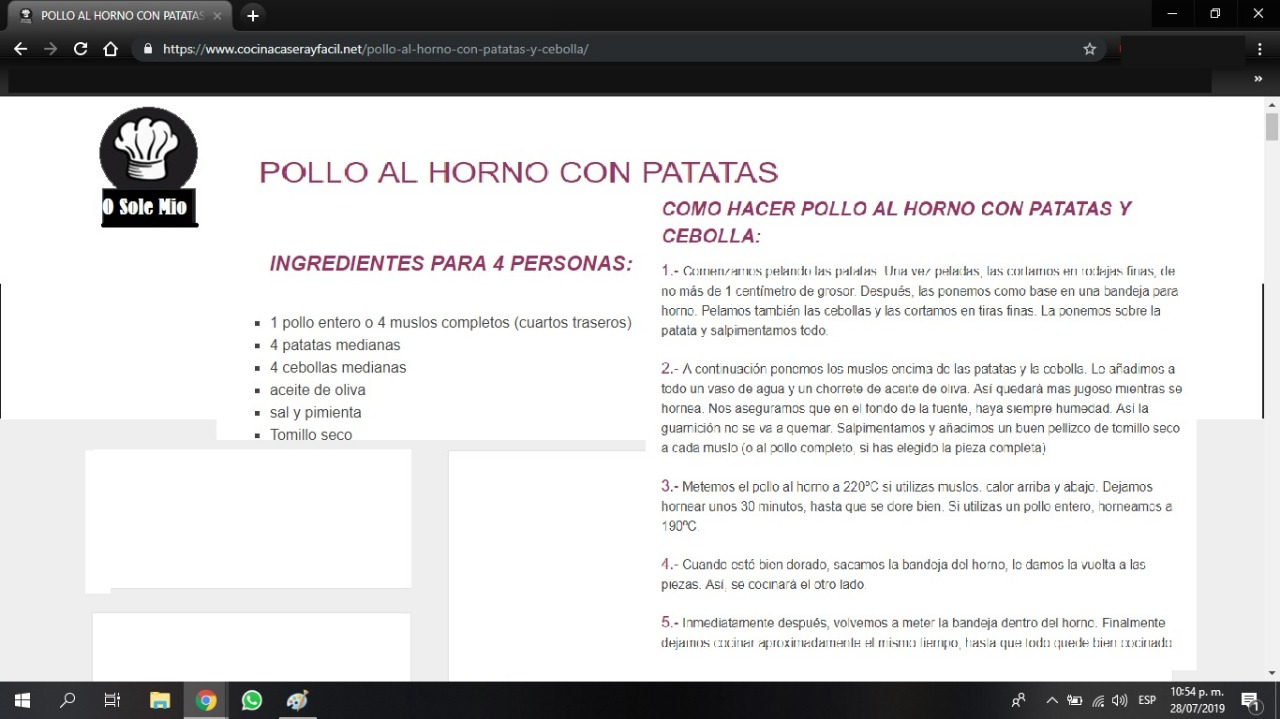 POLLO AL HORNO CON PATATAS
https://www.cocinacaserayfacil.net/pollo-al-horno-con-patatas-y-cebolla/
O Sole Mio
POLLO AL HORNO CON PATATAS
INGREDIENTES PARA 4 PERSONAS:
1 pollo entero o 4 muslos completos (cuartos traseros)
4 patatas medianas
4 cebollas medianas
aceite de oliva
sal y pimienta
Tomillo seco
COMO HACER POLLO AL HORNO CON PATATAS Y
CEBOLLA:
1.- Comenzamos pelando las patatas. Una vez peladas, las cortamos en rodajas finas, de
no más de 1 centímetro de grosor. Después, las ponemos como base en una bandeja para
horno. Pelamos también las cebollas y las cortamos en tiras finas. La ponemos sobre la
patata y salpimentamos todo.
2.- A continuación ponemos los muslos encima de las patatas y la cebolla. Lo añadimos a
todo un vaso de agua y un chorrete de aceite de oliva. Así quedará mas jugoso mientras se
hornea. Nos aseguramos que en el fondo de la fuente, haya siempre humedad. Así la
guarnición no se va a quemar. Salpimentamos y añadimos un buen pellizco de tomillo seco
a cada muslo (o al pollo completo, si has elegido la pieza completa)
3.- Metemos el pollo al horno a 220ºC si utilizas muslos, calor arriba y abajo. Dejamos
hornear unos 30 minutos, hasta que se dore bien. Si utilizas un pollo entero, horneamos a
190ºC.
4.- Cuando esté bien dorado, sacamos la bandeja del horno, le damos la vuelta a las
piezas. Así, se cocinará el otro lado.
5.- Inmediatamente después, volvemos a meter la bandeja dentro del horno. Finalmente
dejamos cocinar aproximadamente el mismo tiempo, hasta que todo quede bien cocinado
ESP
10:54 p. m.
28/07/2019
1